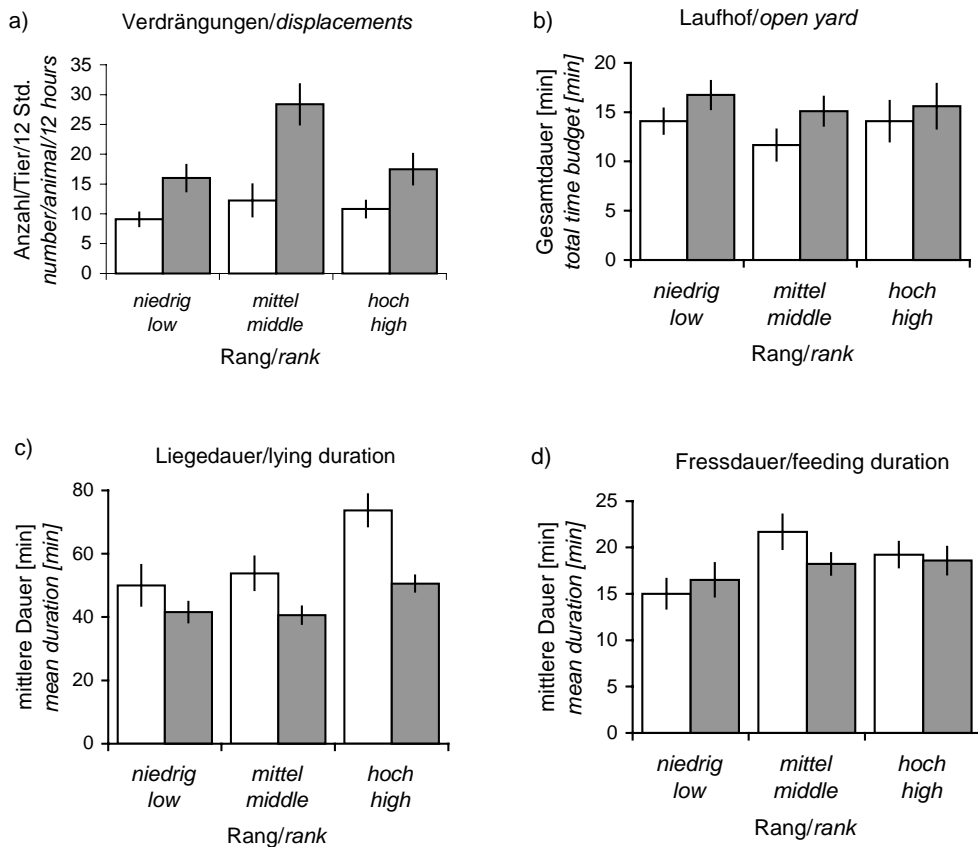 a)
Verdrängungen/displacements
Anzahl/Tier/12 Std.
number/animal/12 hours
35
30
25
20
15
10
5
0
niedrig
low
mittel
middle
hoch
high
Rang/rank
b)
Laufhof/open yard
Gesamtdauer [min]
total time budget [min]
20
15
10
5
0
niedrig
low
mittel
middle
hoch
high
Rang/rank
c)
Liegedauer/lying duration
mittlere Dauer [min]
mean duration [min]
80
60
40
20
0
niedrig
low
mittel
middle
hoch
high
Rang/rank
d)
Fressdauer/feeding duration
mittlere Dauer [min]
mean duration [min]
25
20
15
10
5
0
niedrig
low
mittel
middle
hoch
high
Rang/rank